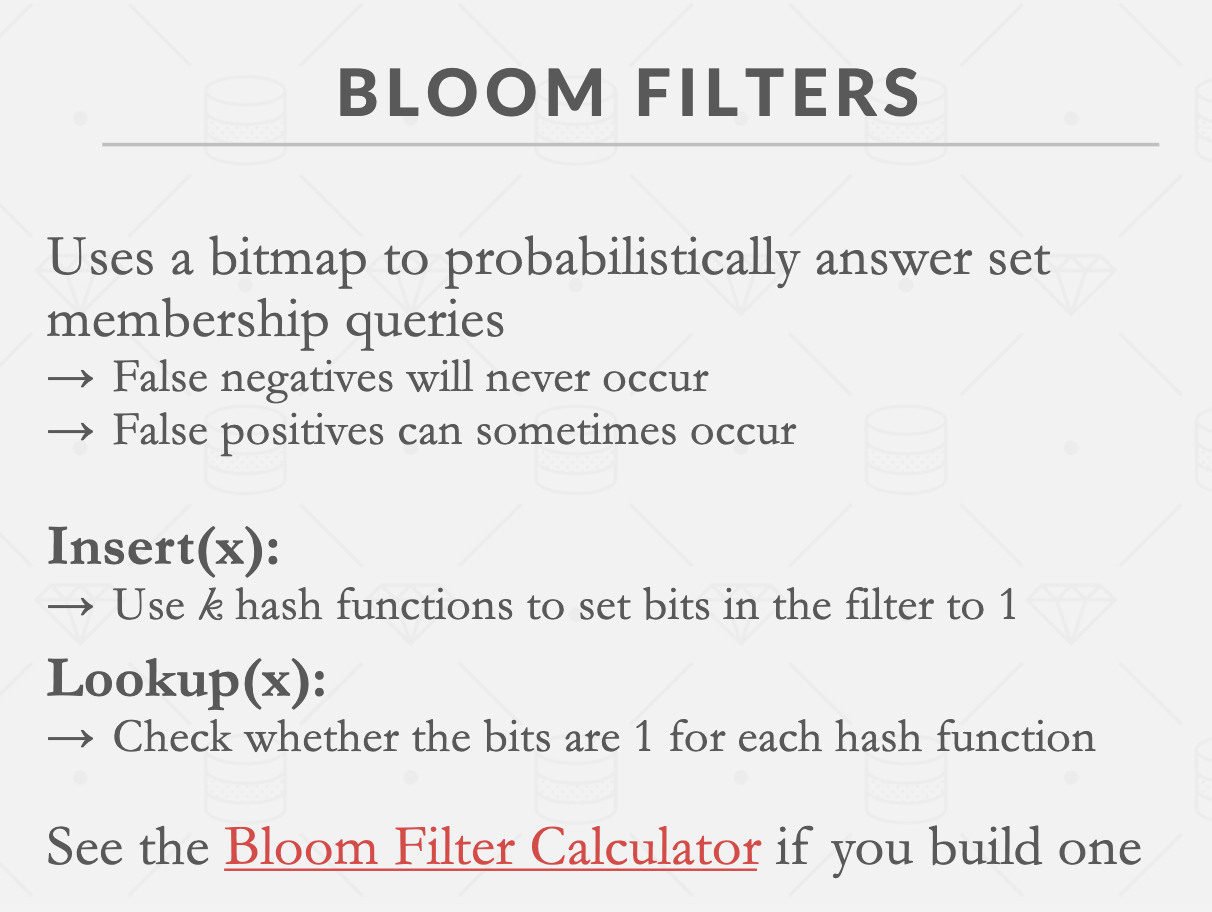 BLOOM FILTERS
Uses a bitmap to probabilistically answer set
membership queries
→ False negatives will never occur
→ False positives can sometimes occur
Insert(x):
→ Use k hash functions to set bits in the filter to 1
Lookup(x):
→ Check whether the bits are 1 for each hash function
See the Bloom Filter Calculator if you build one